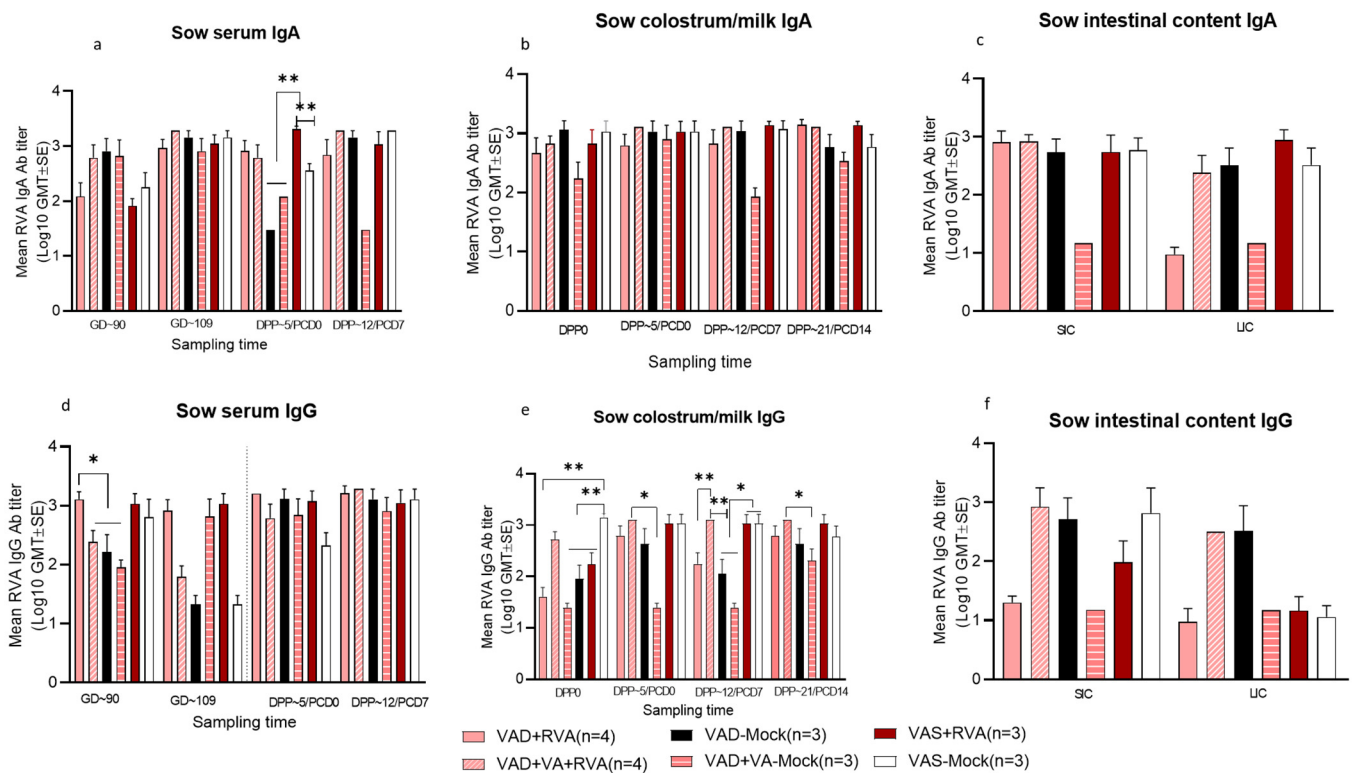 a
Sow serum IgA
Mean RVA IgA Ab titer
(Log10 GMT±SE)
4
3
2
1
0
**
**
GD~90
GD~109
DPP~5/PCD0
DPP~12/PCD7
Sampling time
b
Sow colostrum/milk IgA
Mean RVA IgA Ab titer
(Log10 GMT±SE)
4
3
2
1
0
DPP0
DPP~5/PCD0
DPP~12/PCD7
DPP~21/PCD14
Sampling time
c
Sow intestinal content IgA
Mean RVA IgA Ab titer
(Log10 GMT±SE)
4
3
2
1
0
SIC
LIC
d
Sow serum IgG
Mean RVA IgG Ab titer
(Log10 GMT±SE)
4
3
2
1
0
*
GD~90
GD~109
DPP~5/PCD0
DPP~12/PCD7
Sampling time
e
Sow colostrum/milk IgG
Mean RVA IgG Ab titer
(Log10 GMT±SE)
4
3
2
1
0
**
**
*
**
**
*
*
DPP0
DPP~5/PCD0
DPP~12/PCD7
DPP~21/PCD14
Sampling time
f
Sow intestinal content IgG
Mean RVA IgG Ab titer
(Log10 GMT±SE)
4
3
2
1
0
SIC
LIC
VAD+RVA(n=4)
VAD-Mock(n=3)
VAS+RVA(n=3)
VAD+VA+RVA(n=4)
VAD+VA-Mock(n=3)
VAS-Mock(n=3)